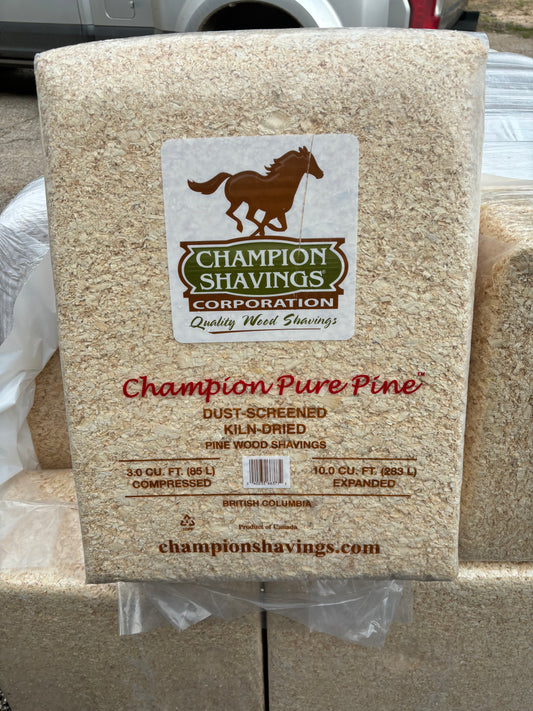 CHAMPION
SHAVINGS®
CORPORATION
Quality Wood Shavings
Champion Pure Pine™
DUST-SCREENED
KILN-DRIED
PINE WOOD SHAVINGS
3.0 CU. FT. (85 L)
COMPRESSED
10.0 CU. FT. (283 L)
EXPANDED
BRITISH COLUMBIA
Product of Canada
championshavings.com